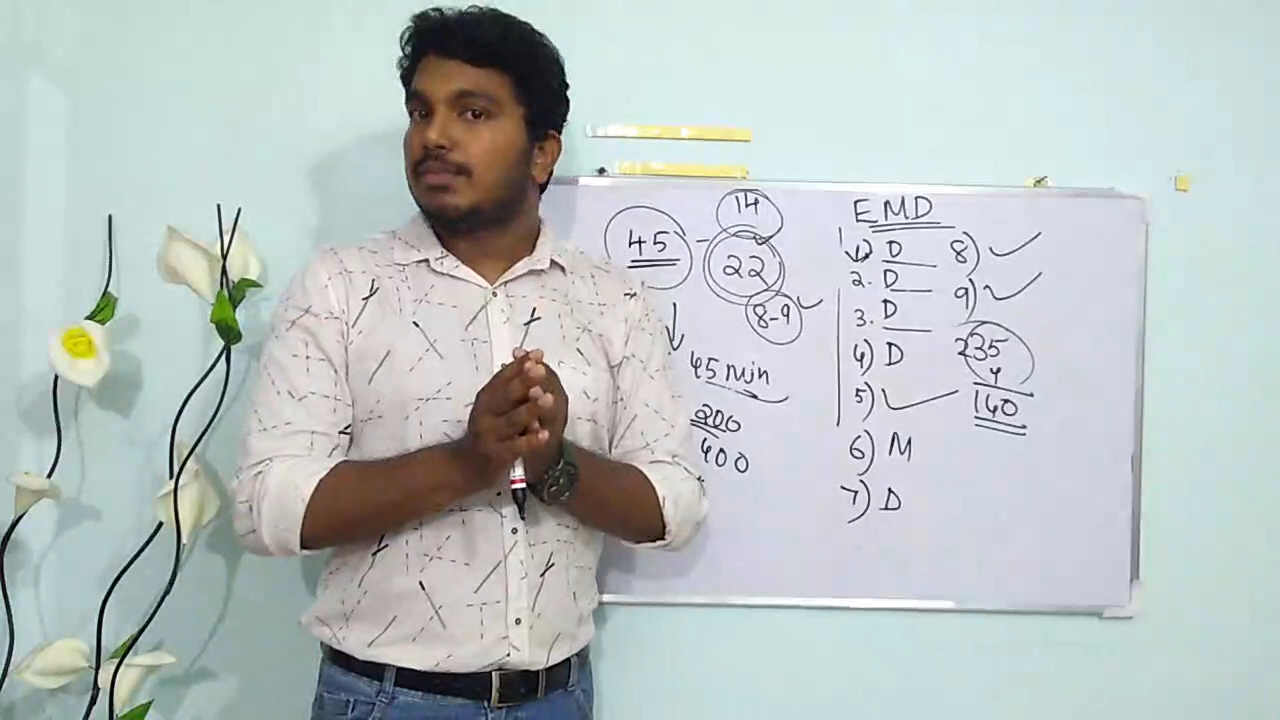 14
45 - 22
8-9 ✓
↓
45 min
200
400
EMD
1) D 8) ✓
2. D 9) ✓
3. D
4) D
5) ✓
235
4
140
6) M
7) D